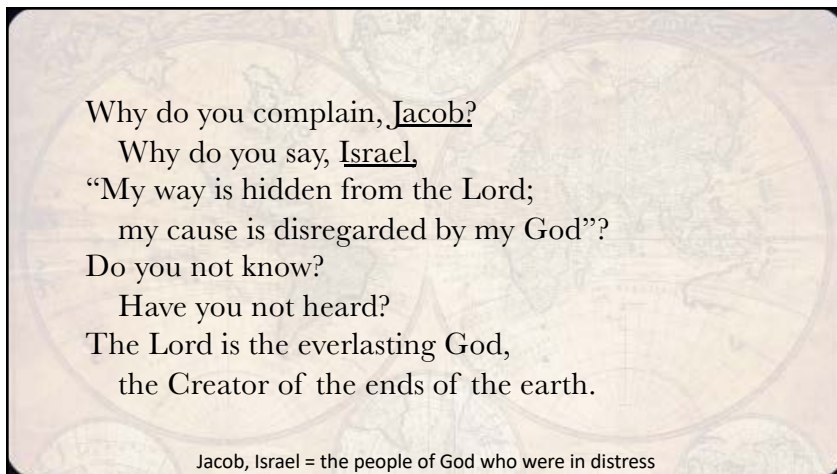 Why do you complain, Jacob?
Why do you say, Israel,
“My way is hidden from the Lord;
my cause is disregarded by my God”?
Do you not know?
Have you not heard?
The Lord is the everlasting God,
the Creator of the ends of the earth.
Jacob, Israel = the people of God who were in distress